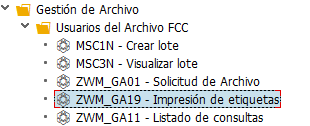 Gestión de Archivo
Usuarios del Archivo FCC
MSC1N - Crear lote
MSC3N - Visualizar lote
ZWM_GA01 - Solicitud de Archivo
ZWM_GA19 - Impresión de etiquetas
ZWM_GA11 - Listado de consultas